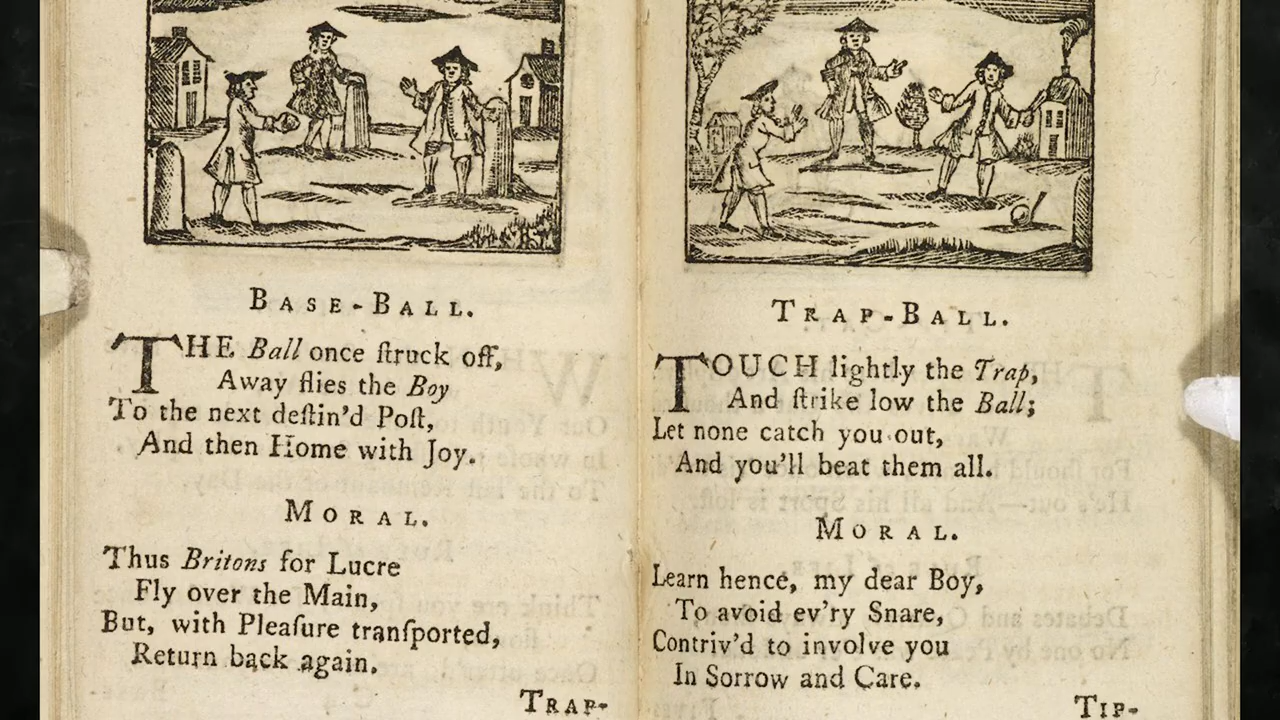 BASE-BALL.
THE Ball once ſtruck off,
Away flies the Boy
To the next deſtin'd Poſt,
And then Home with Joy.
MORAL.
Thus Britons for Lucre
Fly over the Main,
But, with Pleaſure tranſported,
Return back again.
TRAP-
TRAP-BALL.
TOUCH lightly the Trap,
And ſtrike low the Ball;
Let none catch you out,
And you'll beat them all.
MORAL.
Learn hence, my dear Boy,
To avoid ev'ry Snare,
Contriv'd to involve you
In Sorrow and Care.
TIP-